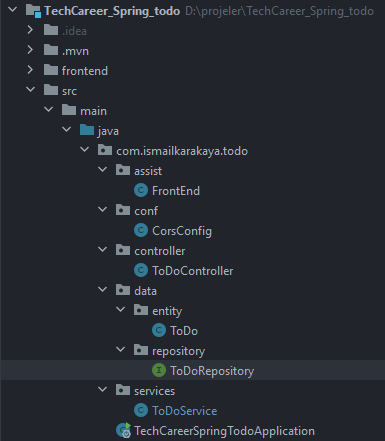 TechCareer_Spring_todo D:\projeler\TechCareer_Spring_todo
.idea
.mvn
frontend
src
main
java
com.ismailkarakaya.todo
assist
FrontEnd
conf
CorsConfig
controller
ToDoController
data
entity
ToDo
repository
ToDoRepository
services
ToDoService
TechCareerSpringTodoApplication